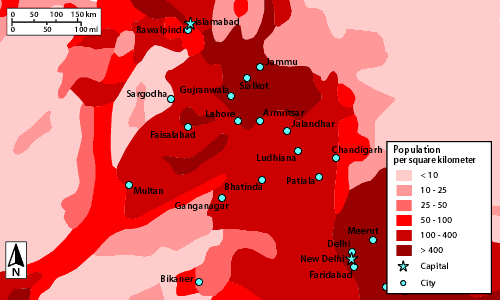 0 50 100 150 km
0 50 100 mi
Islamabad
Rawalpindi
Jammu
Sialkot
Gujranwala
Sargodha
Lahore
Amritsar
Jalandhar
Faisalabad
Chandigarh
Ludhiana
Patiala
Bhatinda
Multan
Ganganagar
Meerut
Delhi
New Delhi
Faridabad
Bikaner
N
Population
per square kilometer
< 10
10 - 25
25 - 50
50 - 100
100 - 400
> 400
Capital
City